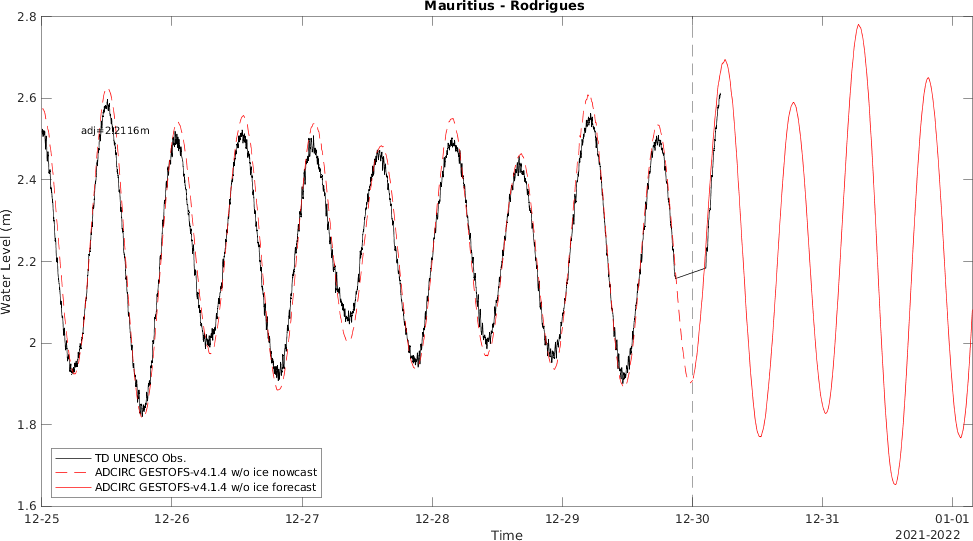 Mauritius - Rodrigues
2.8
2.6
adj=2.2116m
2.4
2.2
2
1.8
1.6
Water Level (m)
TD UNESCO Obs.
ADCIRC GESTOFS-v4.1.4 w/o ice nowcast
ADCIRC GESTOFS-v4.1.4 w/o ice forecast
12-25 12-26 12-27 12-28 12-29 12-30 12-31 01-01
Time
2021-2022